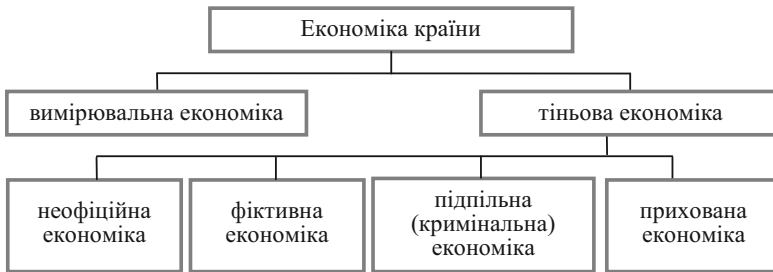 Економіка країни
вимірювальна економіка
тіньова економіка
неофіційна
економіка
фіктивна
економіка
підпільна
(кримінальна)
економіка
прихована
економіка